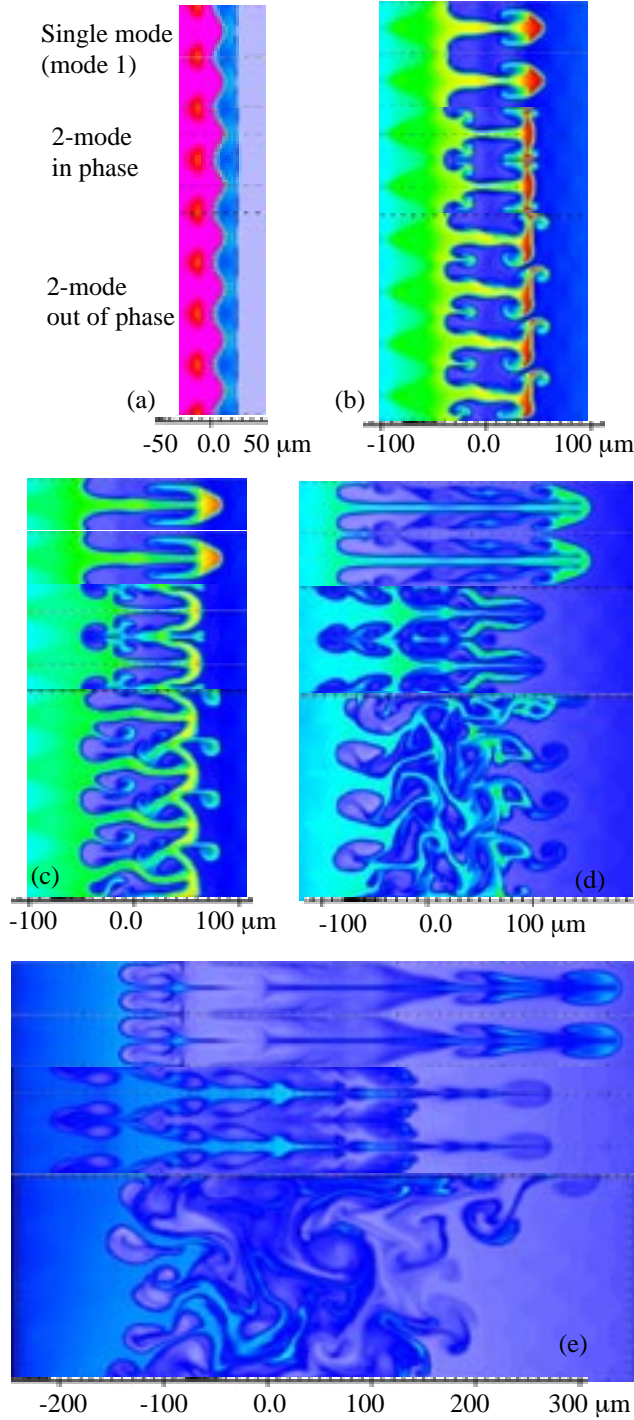 Single mode
(mode 1)
2-mode
in phase
2-mode
out of phase
(a)
-50 0.0 50 μm
(b)
-100 0.0 100 μm
(c)
-100 0.0 100 μm
(d)
-100 0.0 100 μm
(e)
-200 -100 0.0 100 200 300 μm